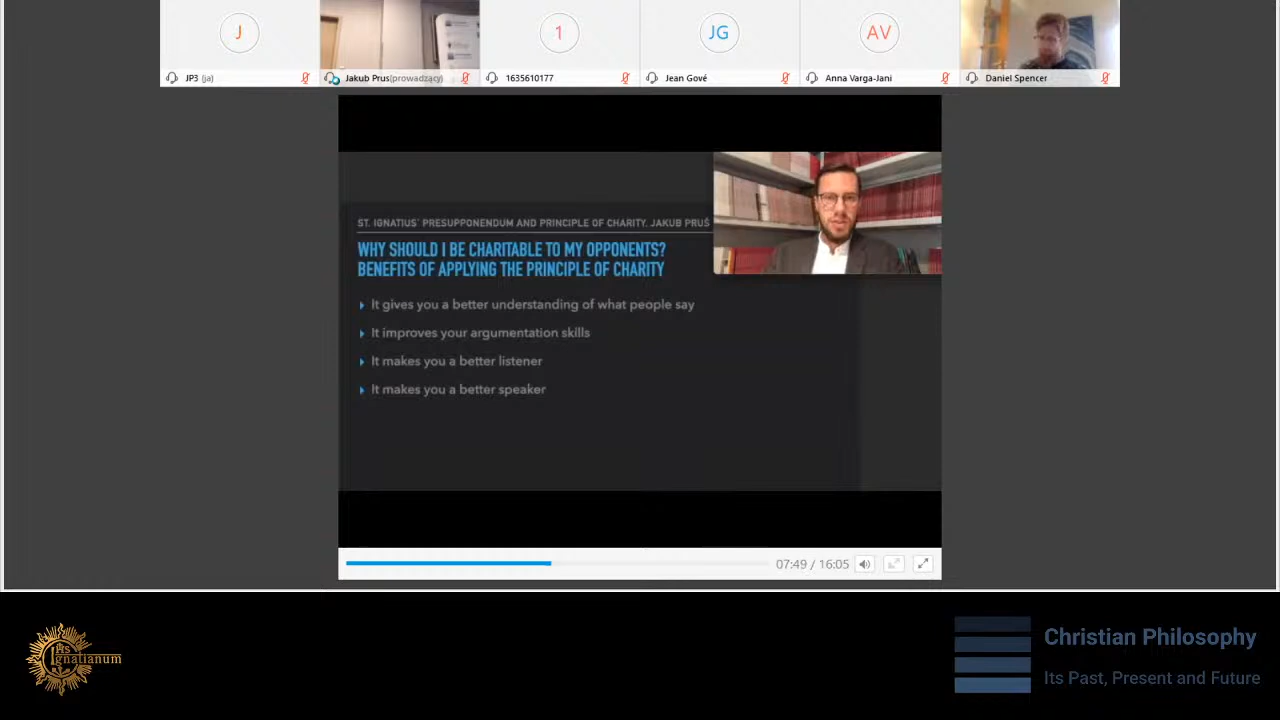 J
1
JG
AV
JP3 (ja)
Jakub Prus(prowadzący)
1635610177
Jean Gové
Anna Varga-Jani
Daniel Spencer
ST. IGNATIUS' PRESUPPONENDUM AND PRINCIPLE OF CHARITY. JAKUB PRUŚ
WHY SHOULD I BE CHARITABLE TO MY OPPONENTS?
BENEFITS OF APPLYING THE PRINCIPLE OF CHARITY
It gives you a better understanding of what people say
It improves your argumentation skills
It makes you a better listener
It makes you a better speaker
07:49 / 16:05
Ignatianum
Christian Philosophy
Its Past, Present and Future